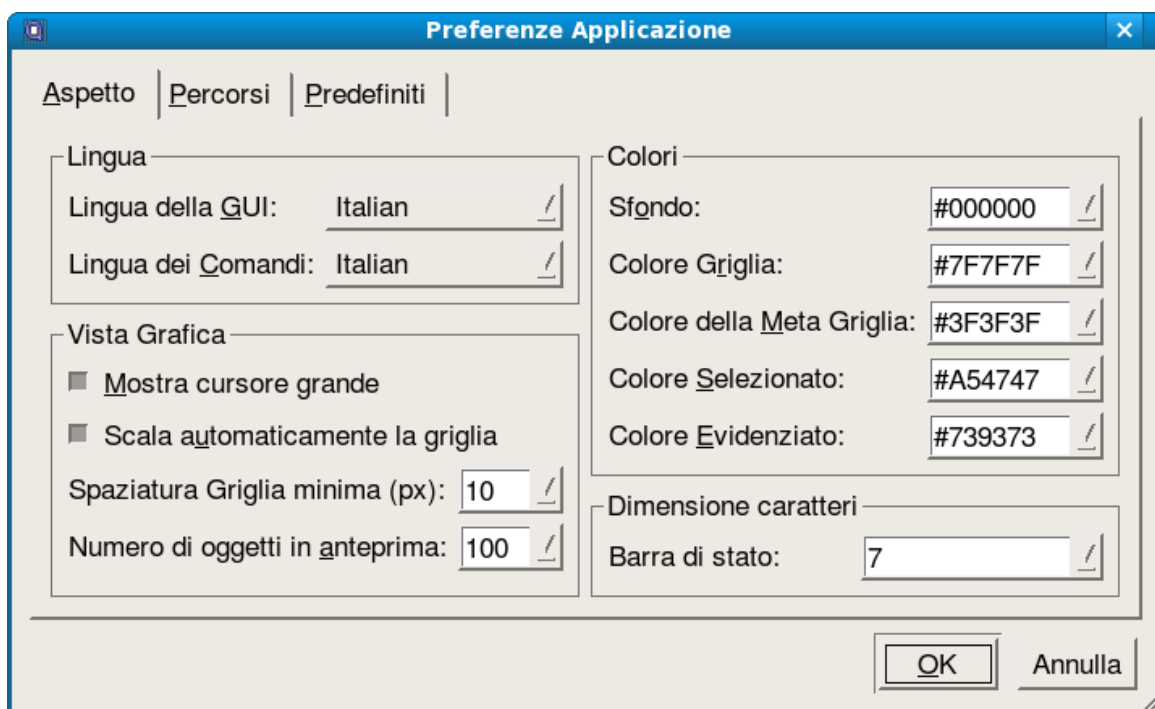 Preferenze Applicazione
Aspetto Percorsi Predefiniti
Lingua
Lingua della GUI: Italian
Lingua dei Comandi: Italian
Vista Grafica
Mostra cursore grande
Scala automaticamente la griglia
Spaziatura Griglia minima (px): 10
Numero di oggetti in anteprima: 100
Colori
Sfondo: #000000
Colore Griglia: #7F7F7F
Colore della Meta Griglia: #3F3F3F
Colore Selezionato: #A54747
Colore Evidenziato: #739373
Dimensione caratteri
Barra di stato: 7
OK Annulla